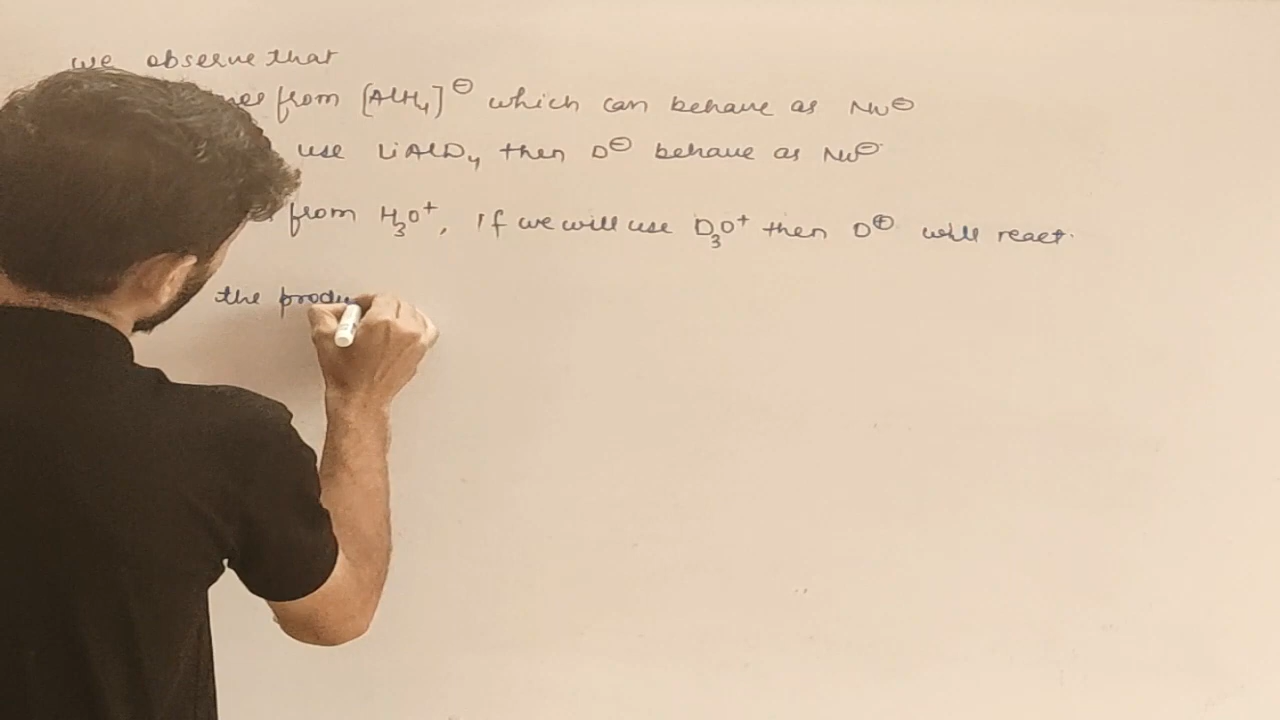 we observe that
from [AlH4]⊖ which can behave as Nu⊖
use LiAlD4 then D⊖ behave as Nu⊖
from H3O+, If we will use D3O+ then D⊕ will react.
the produ